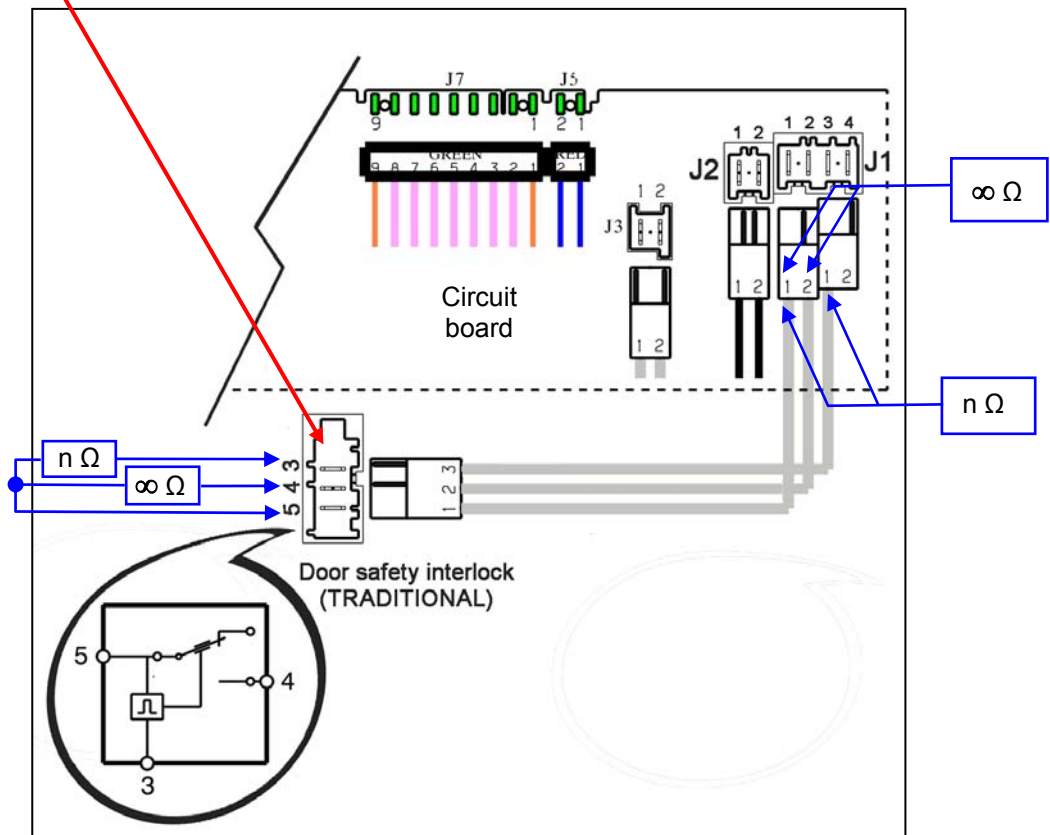 J7 J5
9 1 2 1
GREEN RED
9 8 7 6 5 4 3 2 1 2 1
1 2 1 2 3 4
J2 J1
∞ Ω
1 2
J3
Circuit
board
1 2 1 2 1 2
1 2
n Ω
n Ω
∞ Ω
3
4
5
3
2
1
Door safety interlock
(TRADITIONAL)
5
4
3